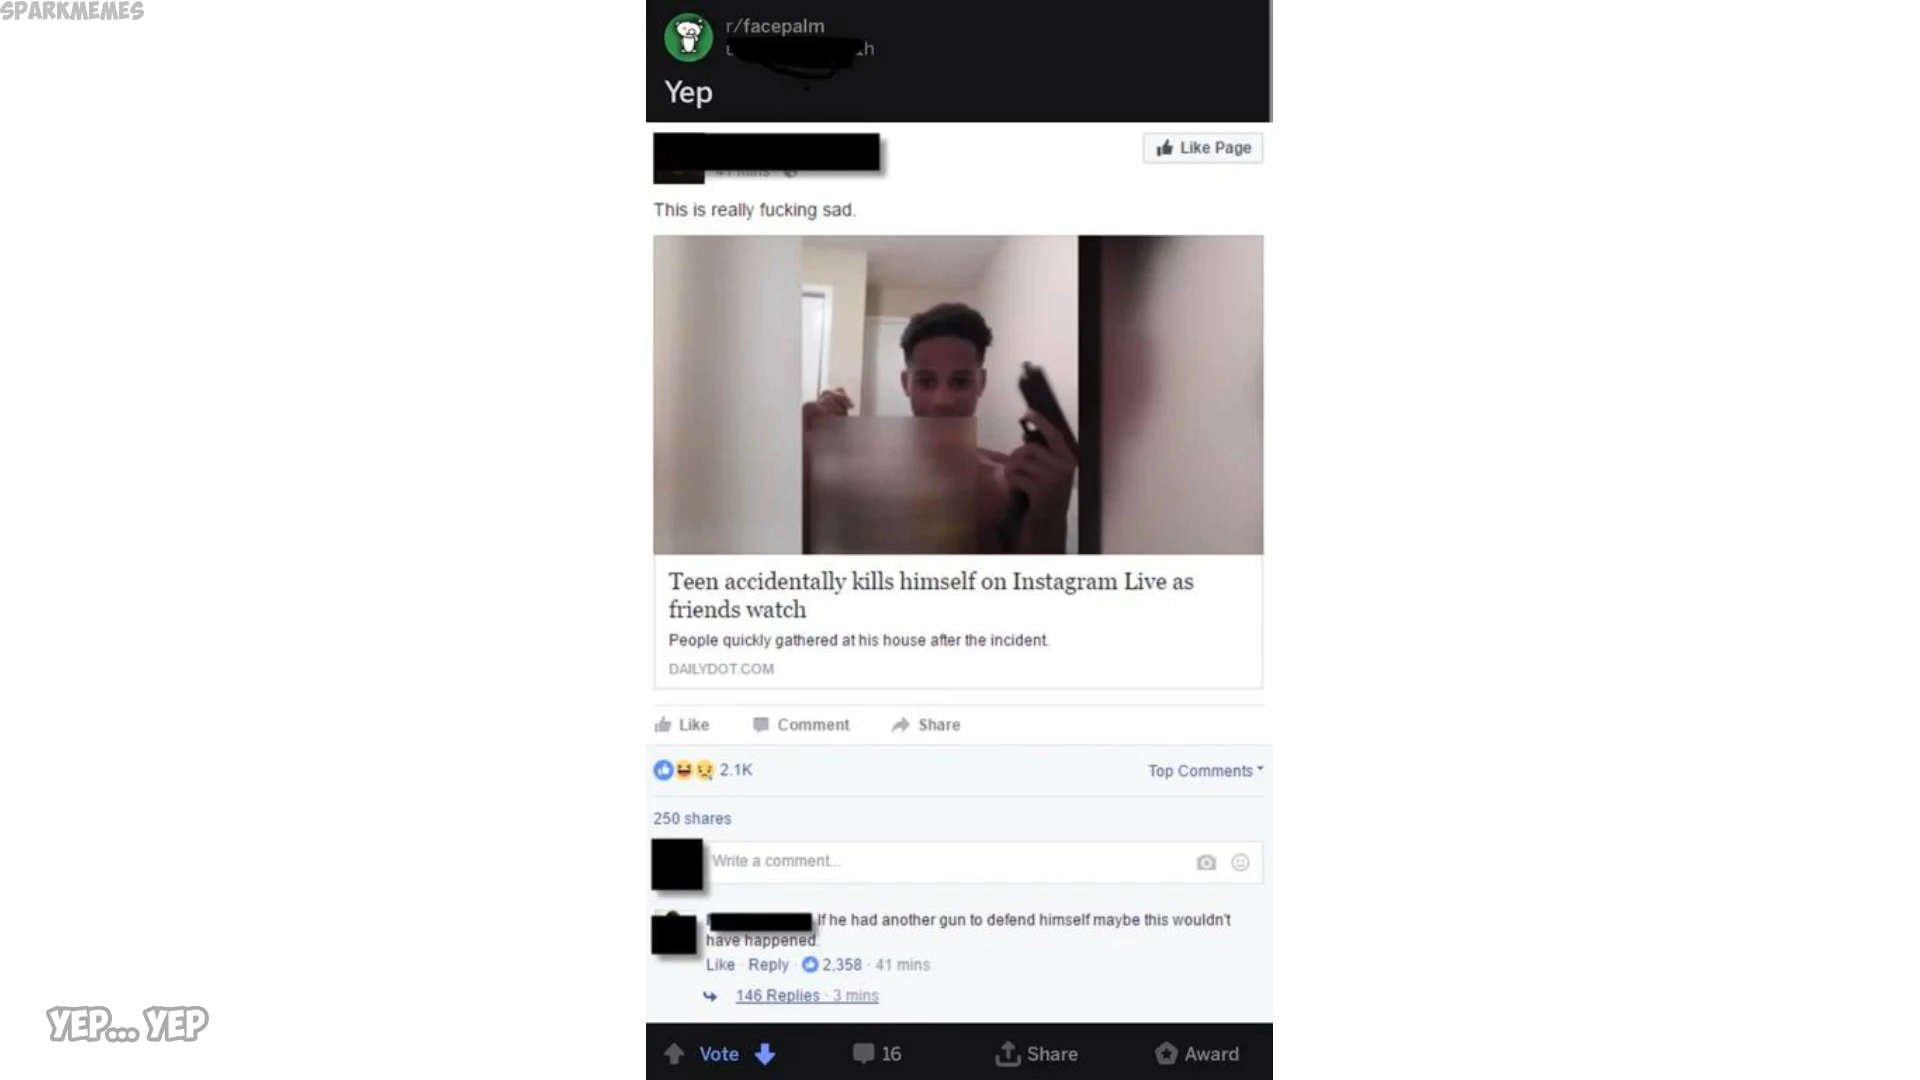 SPARKMEMES
r/facepalm
Yep
Like Page
41 mins
This is really fucking sad.
Teen accidentally kills himself on Instagram Live as
friends watch
People quickly gathered at his house after the incident.
DAILYDOT.COM
Like Comment Share
2.1K Top Comments
250 shares
Write a comment...
If he had another gun to defend himself maybe this wouldn't
have happened.
Like · Reply · 2,358 · 41 mins
146 Replies · 3 mins
YEP... YEP
Vote 16 Share Award